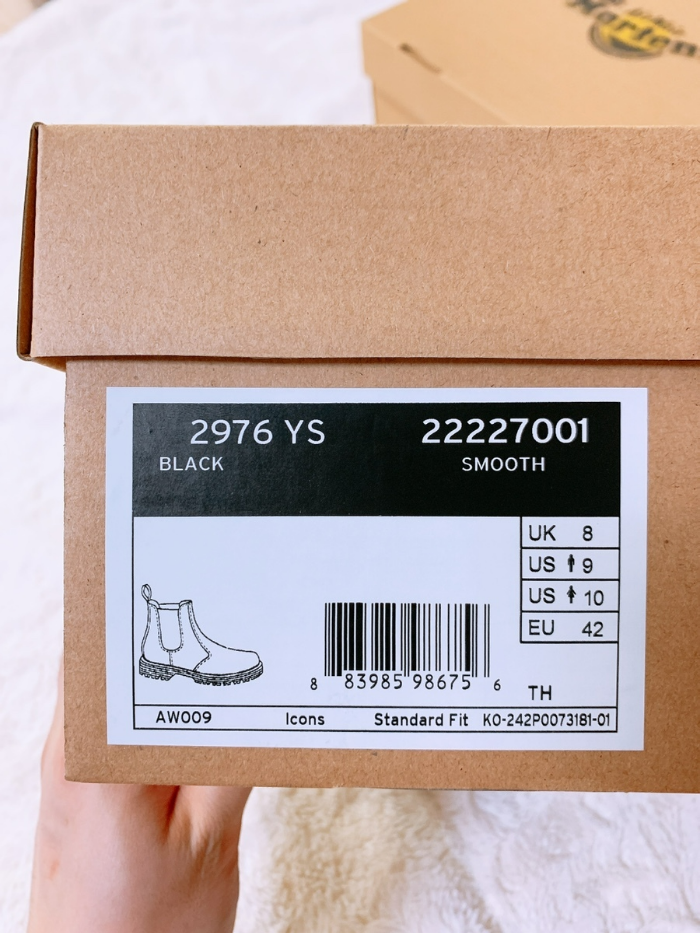 Martens
2976 YS 22227001
BLACK SMOOTH
UK 8
US 9
US 10
EU 42
8 83985 98675 6
TH
AW009 Icons Standard Fit K0-242P0073181-01